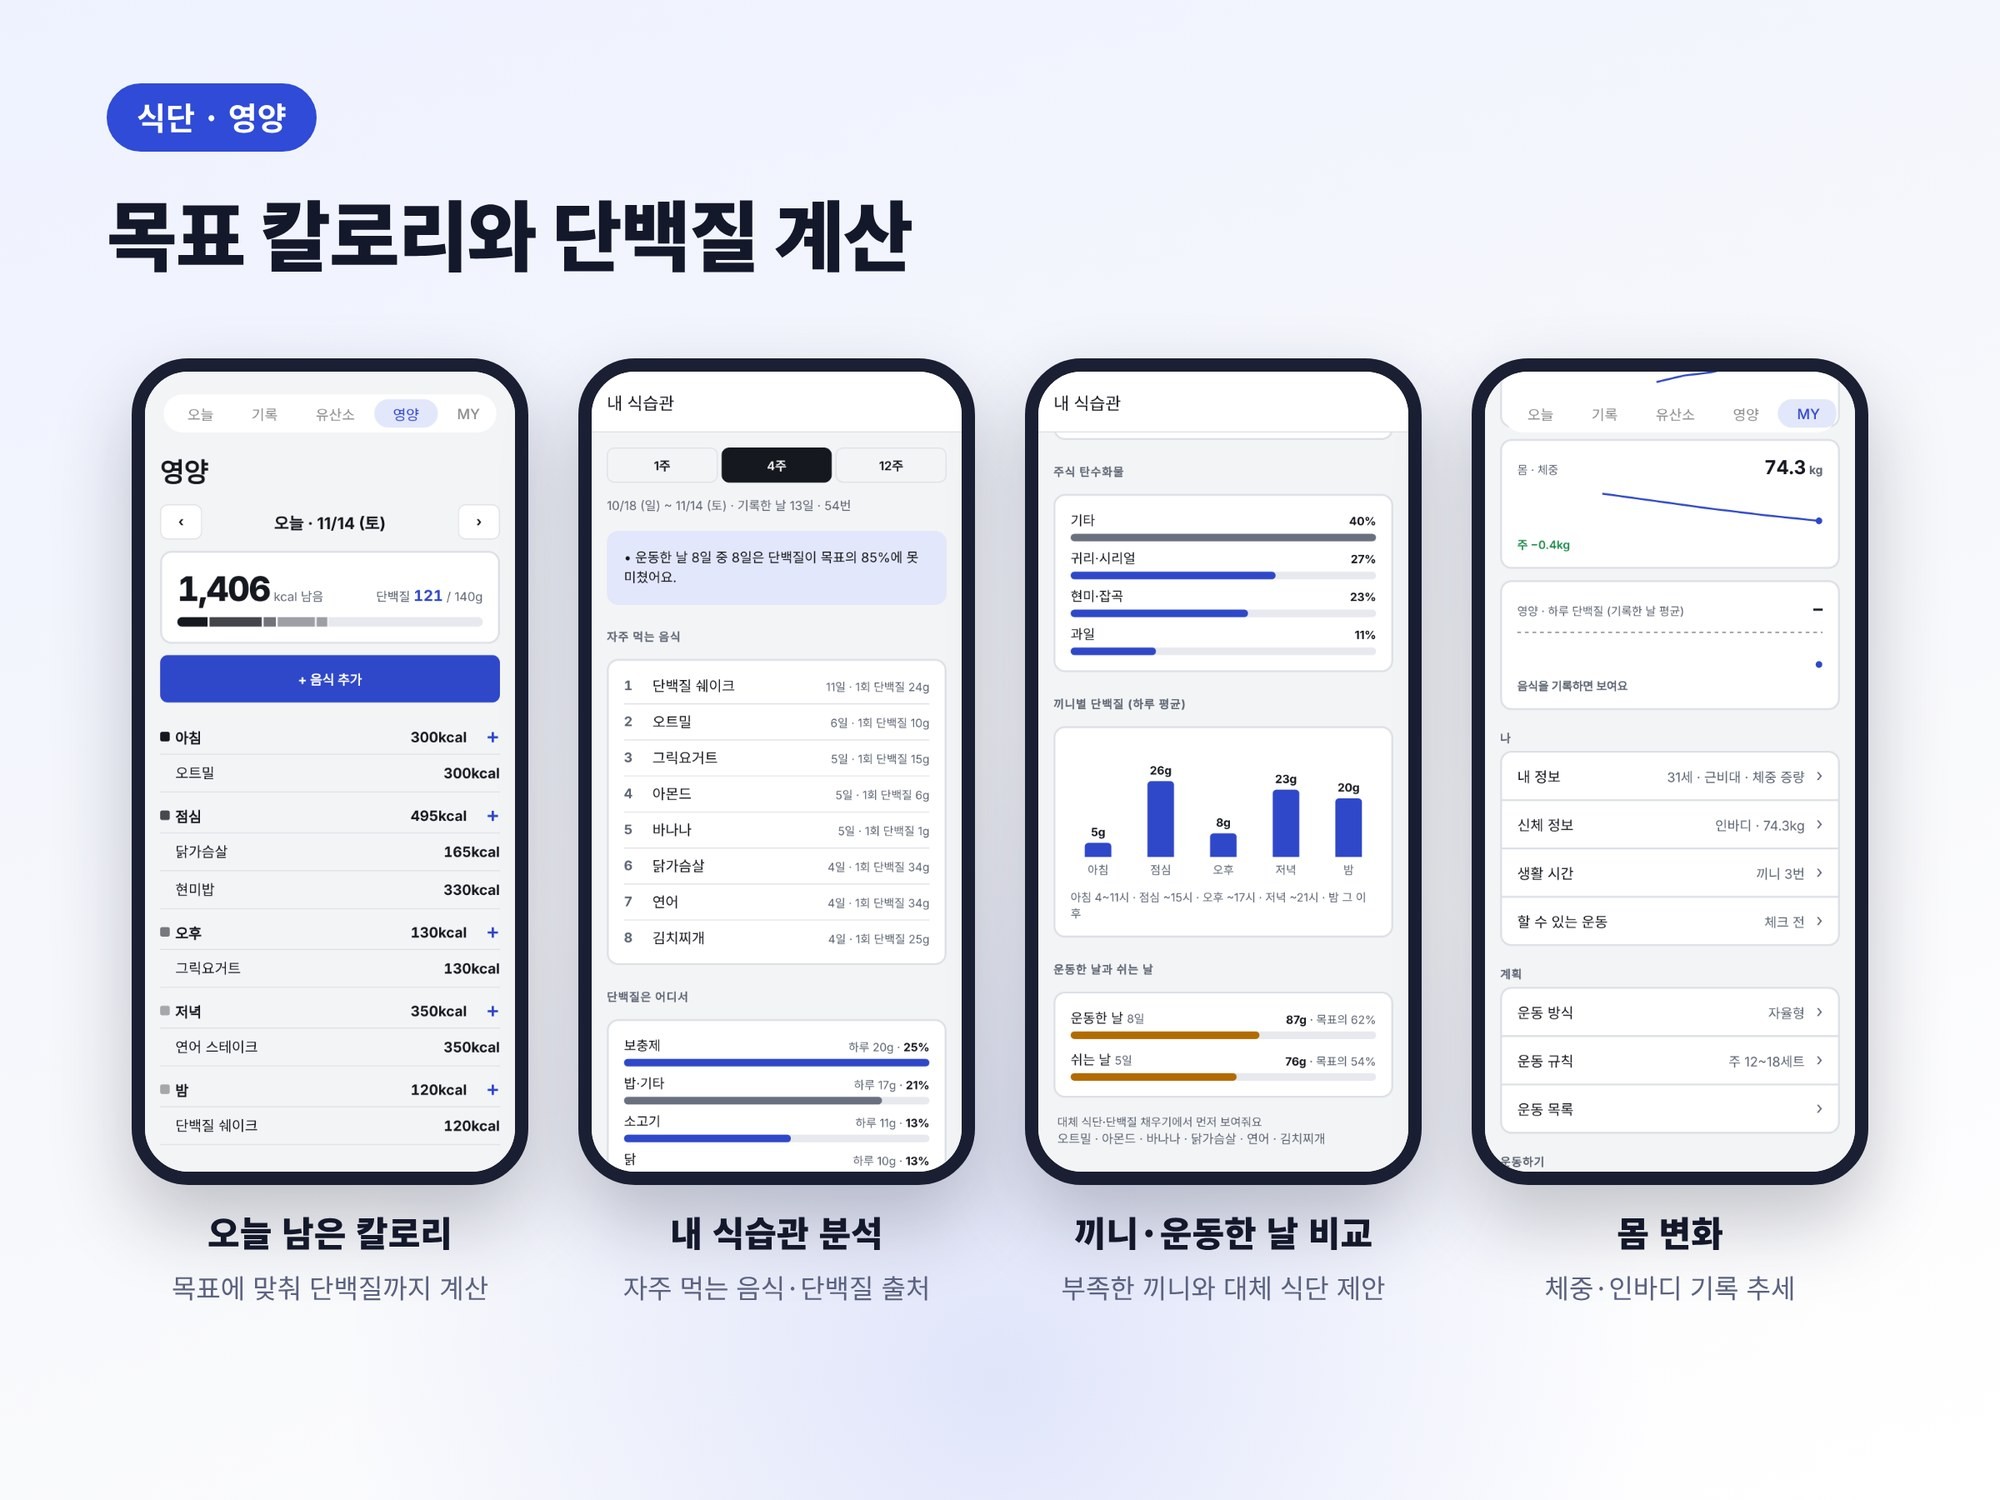 식단 · 영양
목표 칼로리와 단백질 계산
오늘 기록 유산소 영양 MY
영양
‹ 오늘 · 11/14 (토) ›
1,406 kcal 남음 단백질 121 / 140g
+ 음식 추가
아침 300kcal +
오트밀 300kcal
점심 495kcal +
닭가슴살 165kcal
현미밥 330kcal
오후 130kcal +
그릭요거트 130kcal
저녁 350kcal +
연어 스테이크 350kcal
밤 120kcal +
단백질 쉐이크 120kcal
오늘 남은 칼로리
목표에 맞춰 단백질까지 계산
내 식습관
1주 4주 12주
10/18 (일) ~ 11/14 (토) · 기록한 날 13일 · 54번
• 운동한 날 8일 중 8일은 단백질이 목표의 85%에 못
미쳤어요.
자주 먹는 음식
1 단백질 쉐이크 11일 · 1회 단백질 24g
2 오트밀 6일 · 1회 단백질 10g
3 그릭요거트 5일 · 1회 단백질 15g
4 아몬드 5일 · 1회 단백질 6g
5 바나나 5일 · 1회 단백질 1g
6 닭가슴살 4일 · 1회 단백질 34g
7 연어 4일 · 1회 단백질 34g
8 김치찌개 4일 · 1회 단백질 25g
단백질은 어디서
보충제 하루 20g · 25%
밥·기타 하루 17g · 21%
소고기 하루 11g · 13%
닭 하루 10g · 13%
내 식습관 분석
자주 먹는 음식·단백질 출처
내 식습관
주식 탄수화물
기타 40%
귀리·시리얼 27%
현미·잡곡 23%
과일 11%
끼니별 단백질 (하루 평균)
5g 26g 8g 23g 20g
아침 점심 오후 저녁 밤
아침 4~11시 · 점심 ~15시 · 오후 ~17시 · 저녁 ~21시 · 밤 그 이
후
운동한 날과 쉬는 날
운동한 날 8일 87g · 목표의 62%
쉬는 날 5일 76g · 목표의 54%
대체 식단·단백질 채우기에서 먼저 보여줘요
오트밀 · 아몬드 · 바나나 · 닭가슴살 · 연어 · 김치찌개
끼니·운동한 날 비교
부족한 끼니와 대체 식단 제안
오늘 기록 유산소 영양 MY
몸 · 체중 74.3 kg
주 −0.4kg
영양 · 하루 단백질 (기록한 날 평균) –
음식을 기록하면 보여요
나
내 정보 31세 · 근비대 · 체중 증량 ›
신체 정보 인바디 · 74.3kg ›
생활 시간 끼니 3번 ›
할 수 있는 운동 체크 전 ›
계획
운동 방식 자율형 ›
운동 규칙 주 12~18세트 ›
운동 목록 ›
운동하기
몸 변화
체중·인바디 기록 추세